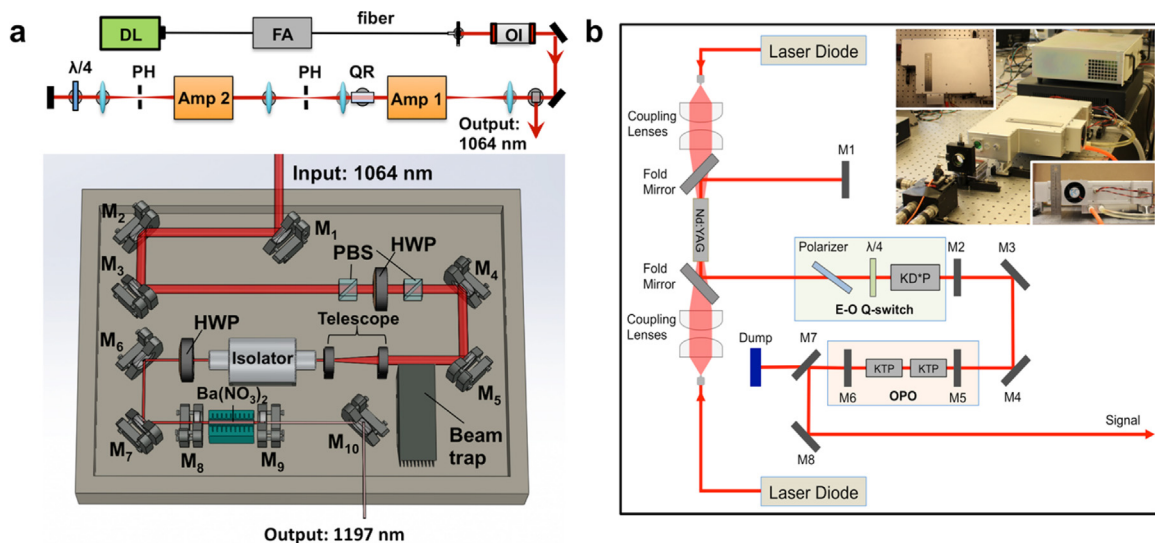 a
DL
FA
fiber
OI
λ/4
PH
Amp 2
PH
QR
Amp 1
Output:
1064 nm
Input: 1064 nm
M2
M1
M3
PBS
HWP
M4
M6
HWP
Telescope
Isolator
M5
Ba(NO3)2
M7
M8
M9
M10
Beam
trap
Output: 1197 nm
b
Laser Diode
Coupling
Lenses
M1
Fold
Mirror
Nd:YAG
Polarizer
λ/4
M2
M3
KD*P
Fold
Mirror
E-O Q-switch
Coupling
Lenses
Dump
M7
KTP
KTP
M6
OPO
M5
M4
M8
Signal
Laser Diode